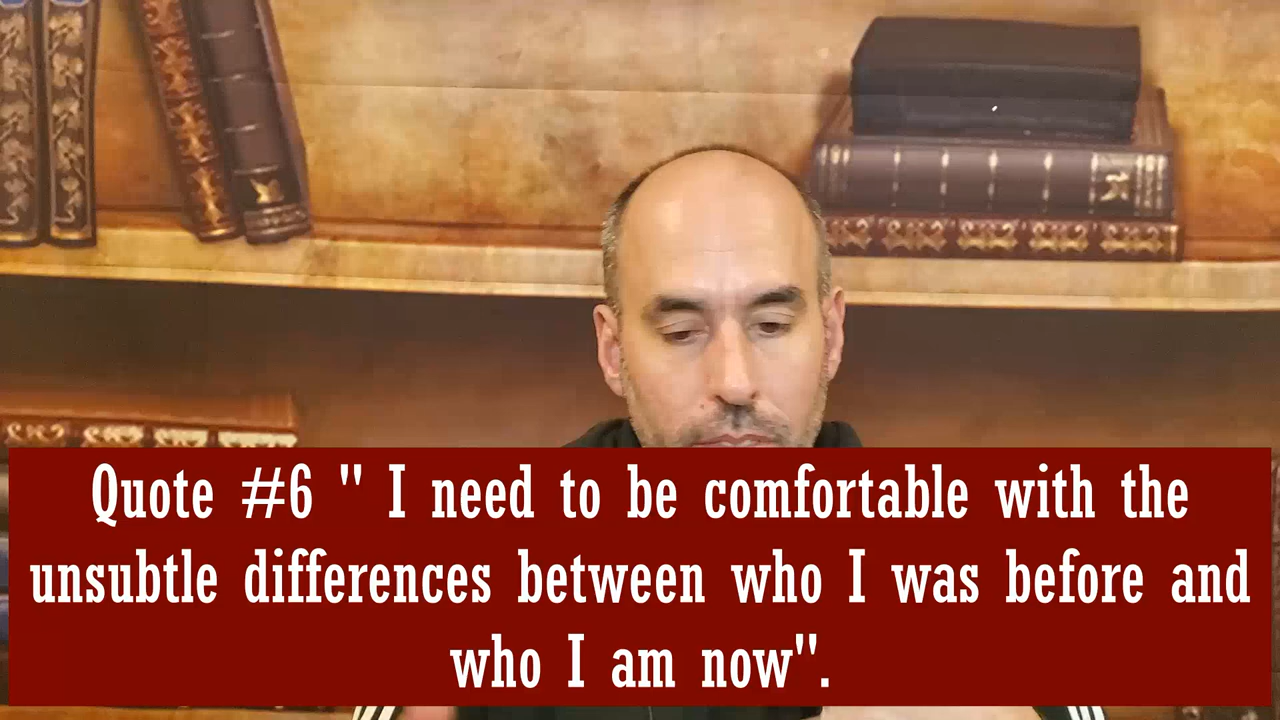 Quote #6 " I need to be comfortable with the
unsubtle differences between who I was before and
who I am now".